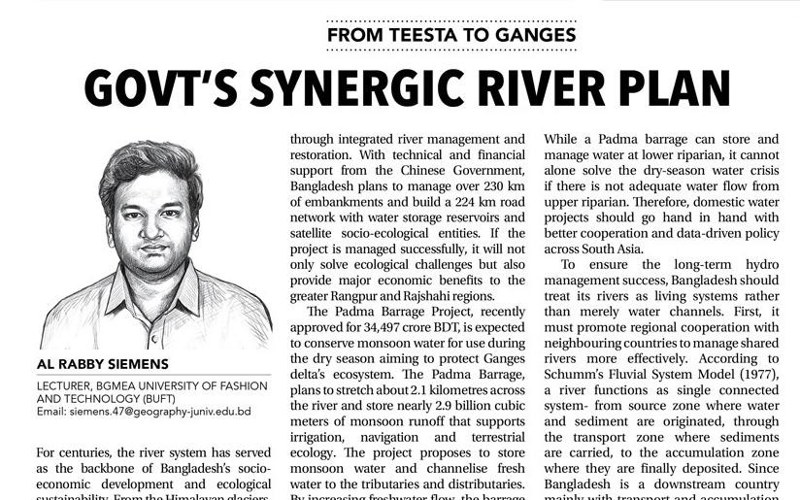 FROM TEESTA TO GANGES
GOVT'S SYNERGIC RIVER PLAN
AL RABBY SIEMENS
LECTURER, BGMEA UNIVERSITY OF FASHION
AND TECHNOLOGY (BUFT)
Email: siemens.47@geography-juniv.edu.bd
For centuries, the river system has served
as the backbone of Bangladesh's socio-
economic development and ecological
sustainability. From the Himalayan glaciers,
through integrated river management and
restoration. With technical and financial
support from the Chinese Government,
Bangladesh plans to manage over 230 km
of embankments and build a 224 km road
network with water storage reservoirs and
satellite socio-ecological entities. If the
project is managed successfully, it will not
only solve ecological challenges but also
provide major economic benefits to the
greater Rangpur and Rajshahi regions.
The Padma Barrage Project, recently
approved for 34,497 crore BDT, is expected
to conserve monsoon water for use during
the dry season aiming to protect Ganges
delta's ecosystem. The Padma Barrage,
plans to stretch about 2.1 kilometres across
the river and store nearly 2.9 billion cubic
meters of monsoon runoff that supports
irrigation, navigation and terrestrial
ecology. The project proposes to store
monsoon water and channelise fresh
water to the tributaries and distributaries.
By increasing freshwater flow, the barrage
While a Padma barrage can store and
manage water at lower riparian, it cannot
alone solve the dry-season water crisis
if there is not adequate water flow from
upper riparian. Therefore, domestic water
projects should go hand in hand with
better cooperation and data-driven policy
across South Asia.
To ensure the long-term hydro
management success, Bangladesh should
treat its rivers as living systems rather
than merely water channels. First, it
must promote regional cooperation with
neighbouring countries to manage shared
rivers more effectively. According to
Schumm's Fluvial System Model (1977),
a river functions as single connected
system- from source zone where water
and sediment are originated, through
the transport zone where sediments
are carried, to the accumulation zone
where they are finally deposited. Since
Bangladesh is a downstream country
mainly with transport and accumulation